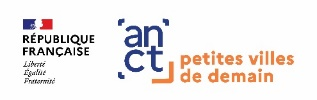 RÉPUBLIQUE
FRANÇAISE
Liberté
Égalité
Fraternité
an
ct
petites villes
de demain